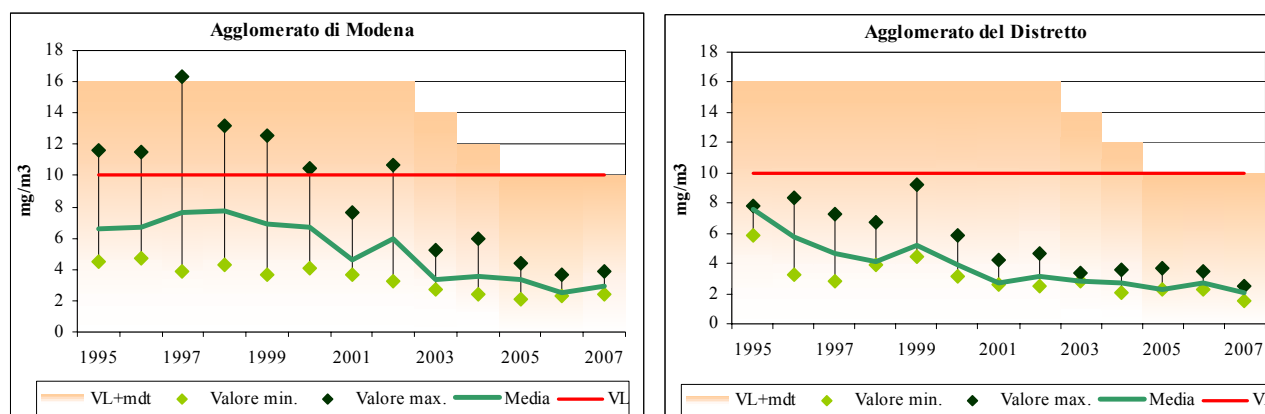 Agglomerato di Modena
18
16
14
12
10
8
6
4
2
0
mg/m3
1995 1997 1999 2001 2003 2005 2007
VL+mdt Valore min. Valore max. Media VL
Agglomerato del Distretto
18
16
14
12
10
8
6
4
2
0
mg/m3
1995 1997 1999 2001 2003 2005 2007
VL+mdt Valore min. Valore max. Media